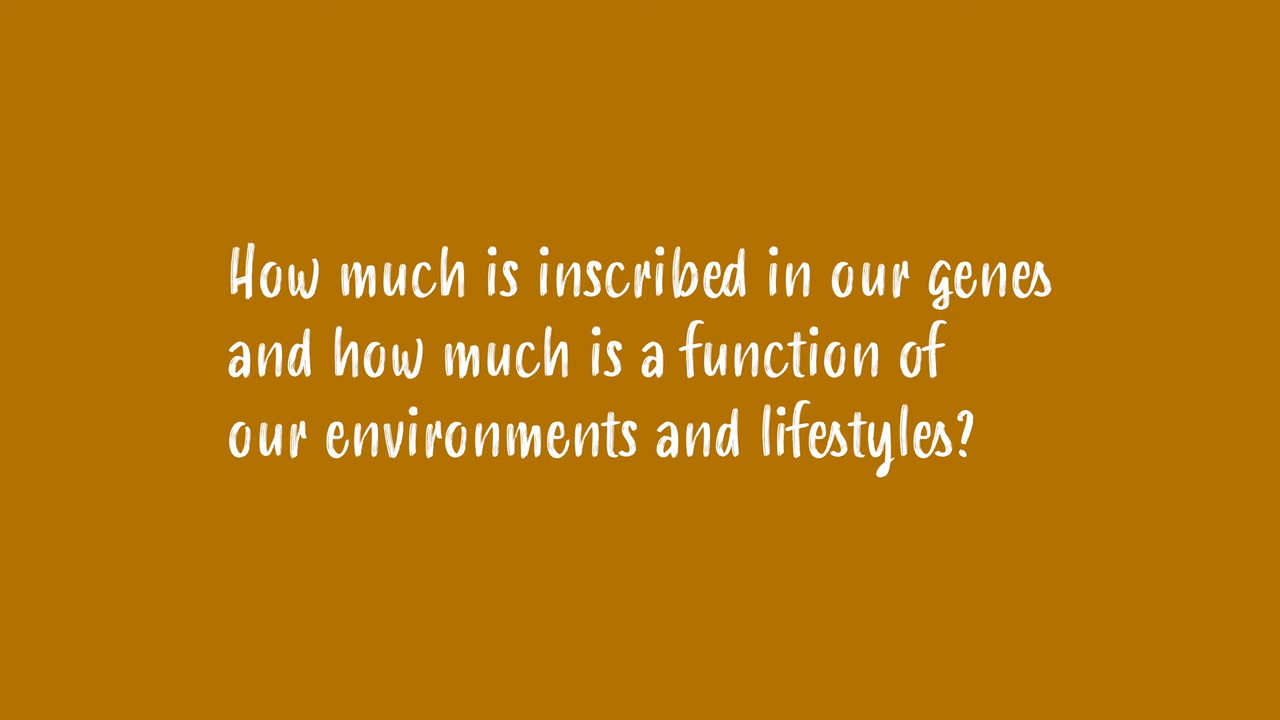 How much is inscribed in our genes
and how much is a function of
our environments and lifestyles?